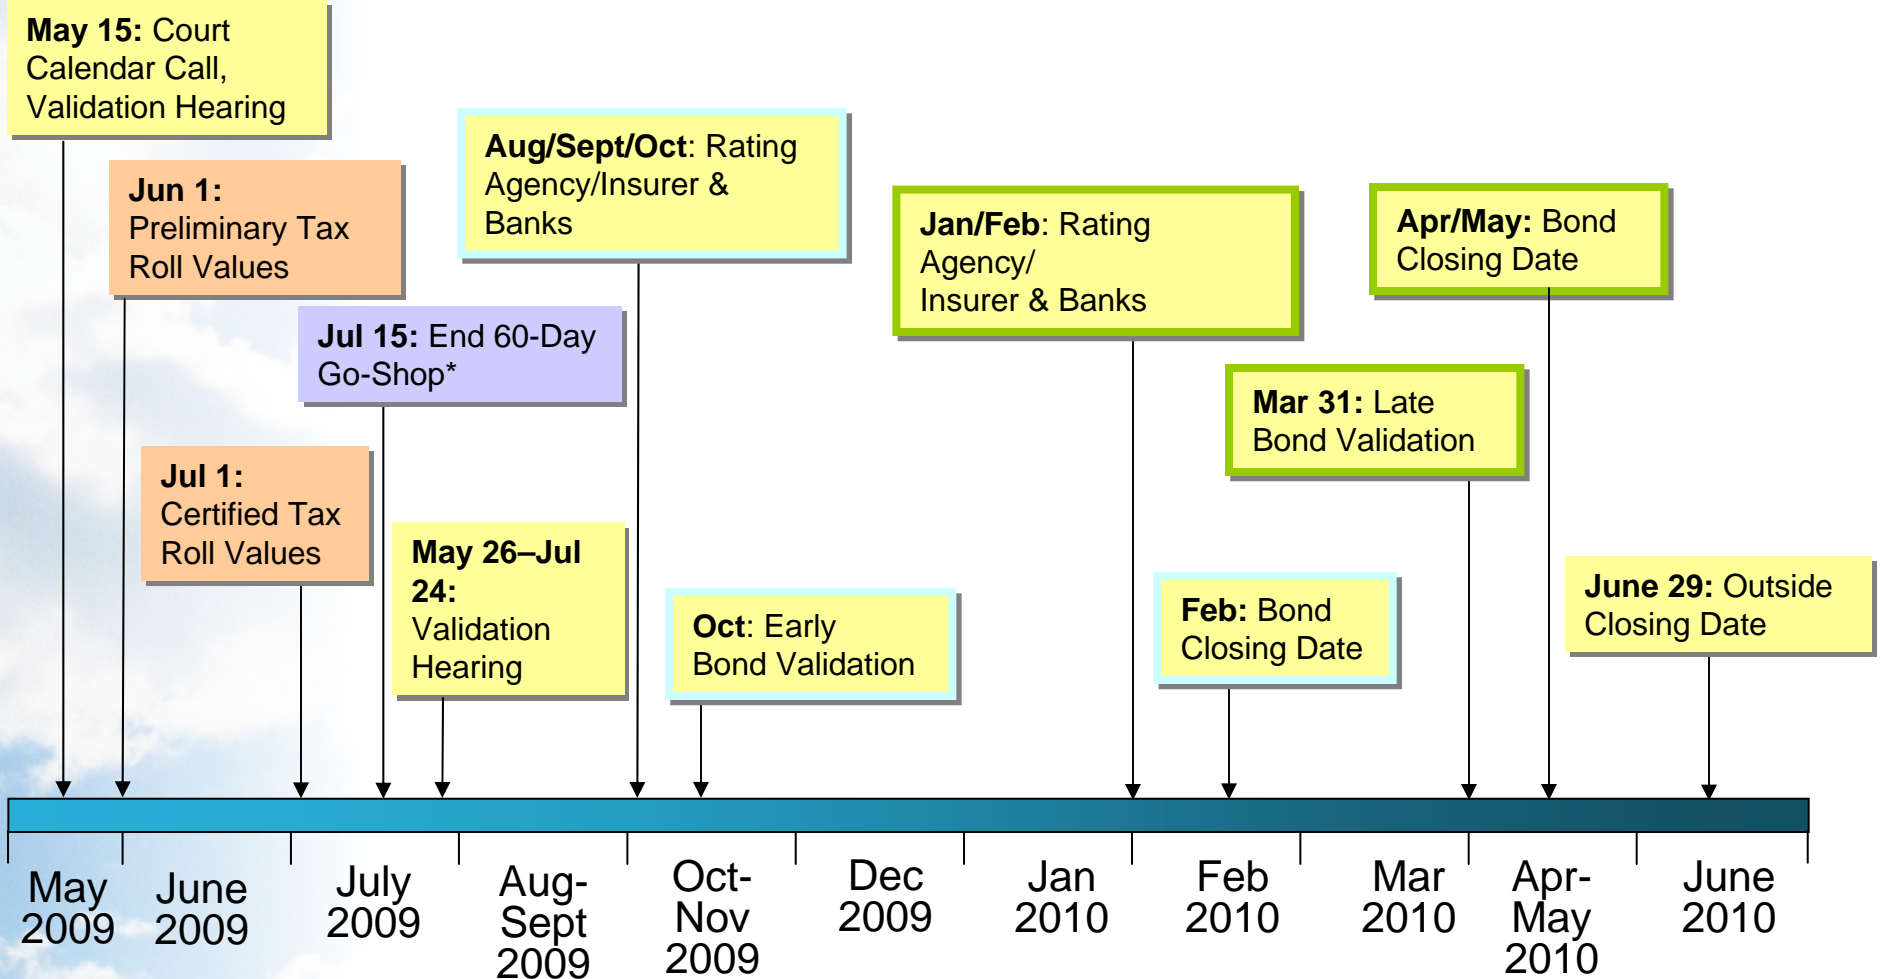 May 15: Court
Calendar Call,
Validation Hearing
Jun 1:
Preliminary Tax
Roll Values
Aug/Sept/Oct: Rating
Agency/Insurer &
Banks
Jan/Feb: Rating
Agency/
Insurer & Banks
Apr/May: Bond
Closing Date
Jul 15: End 60-Day
Go-Shop*
Mar 31: Late
Bond Validation
Jul 1:
Certified Tax
Roll Values
May 26–Jul
24:
Validation
Hearing
Oct: Early
Bond Validation
Feb: Bond
Closing Date
June 29: Outside
Closing Date
May
2009
June
2009
July
2009
Aug-
Sept
2009
Oct-
Nov
2009
Dec
2009
Jan
2010
Feb
2010
Mar
2010
Apr-
May
2010
June
2010